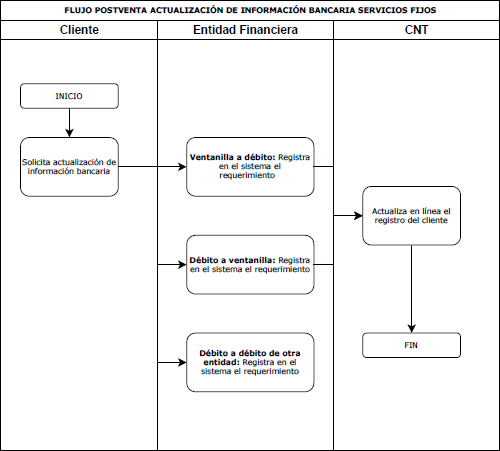 FLUJO POSTVENTA ACTUALIZACIÓN DE INFORMACIÓN BANCARIA SERVICIOS FIJOS
Cliente
Entidad Financiera
CNT
INICIO
Solicita actualización de
información bancaria
Ventanilla a débito: Registra
en el sistema el
requerimiento
Actualiza en línea el
registro del cliente
Débito a ventanilla: Registra
en el sistema el requerimiento
Débito a débito de otra
entidad: Registra en el
sistema el requerimiento
FIN